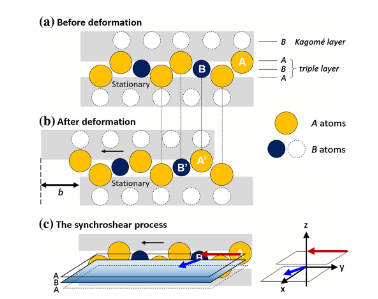 (a) Before deformation
B Kagomé layer
A
B triple layer
A
A
B
Stationary
(b) After deformation
A atoms
B atoms
A'
B'
Stationary
b
(c) The synchroshear process
A
B
A
z
y
x